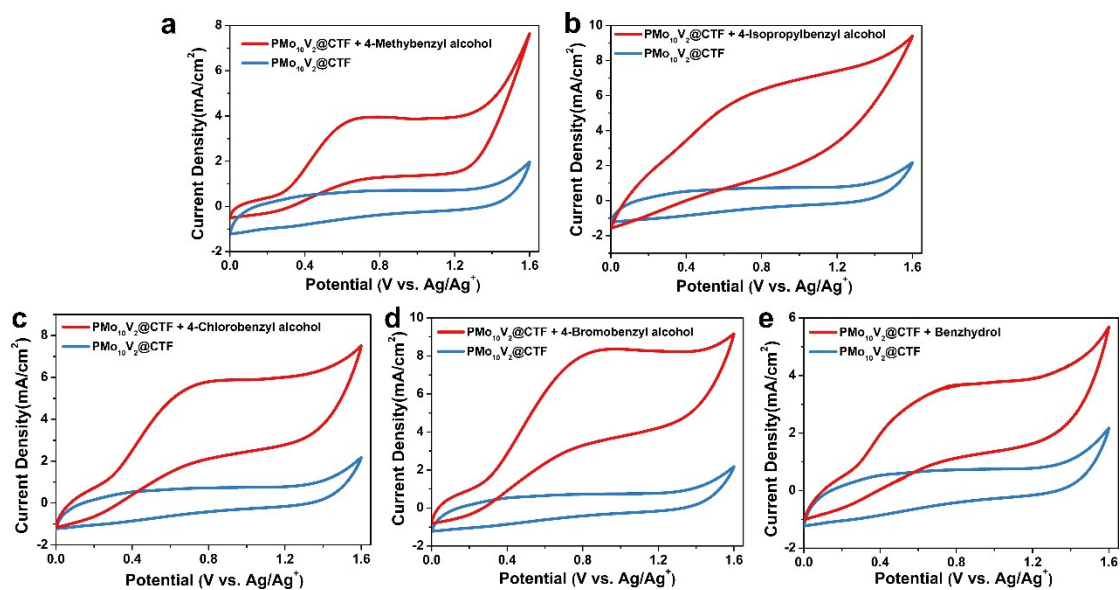 a
PMo₁₀V₂@CTF + 4-Methybenzyl alcohol
PMo₁₀V₂@CTF
Current Density(mA/cm²)
8
6
4
2
0
-2
0.0 0.4 0.8 1.2 1.6
Potential (V vs. Ag/Ag⁺)
b
PMo₁₀V₂@CTF + 4-Isopropylbenzyl alcohol
PMo₁₀V₂@CTF
Current Density(mA/cm²)
10
8
6
4
2
0
-2
0.0 0.4 0.8 1.2 1.6
Potential (V vs. Ag/Ag⁺)
c
PMo₁₀V₂@CTF + 4-Chlorobenzyl alcohol
PMo₁₀V₂@CTF
Current Density(mA/cm²)
8
6
4
2
0
-2
0.0 0.4 0.8 1.2 1.6
Potential (V vs. Ag/Ag⁺)
d
PMo₁₀V₂@CTF + 4-Bromobenzyl alcohol
PMo₁₀V₂@CTF
Current Density(mA/cm²)
10
8
6
4
2
0
-2
0.0 0.4 0.8 1.2 1.6
Potential (V vs. Ag/Ag⁺)
e
PMo₁₀V₂@CTF + Benzhydrol
PMo₁₀V₂@CTF
Current Density(mA/cm²)
6
4
2
0
-2
0.0 0.4 0.8 1.2 1.6
Potential (V vs. Ag/Ag⁺)